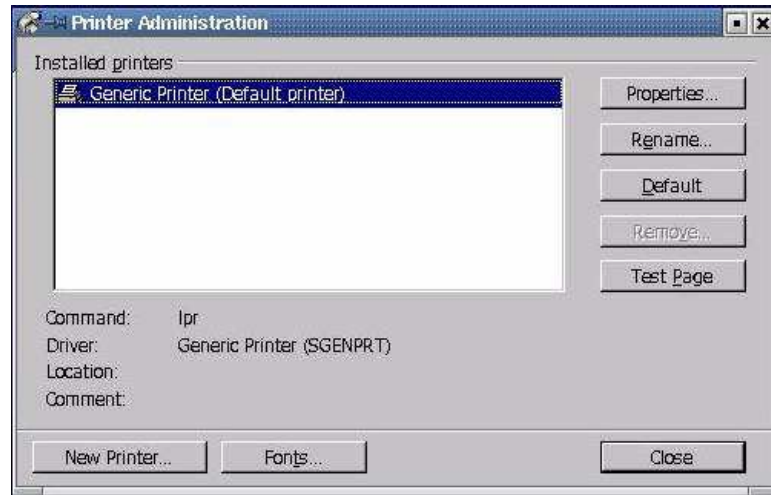 Printer Administration
Installed printers
Generic Printer (Default printer)
Properties...
Rename...
Default
Remove...
Test Page
Command: lpr
Driver: Generic Printer (SGENPRT)
Location:
Comment:
New Printer...
Fonts...
Close